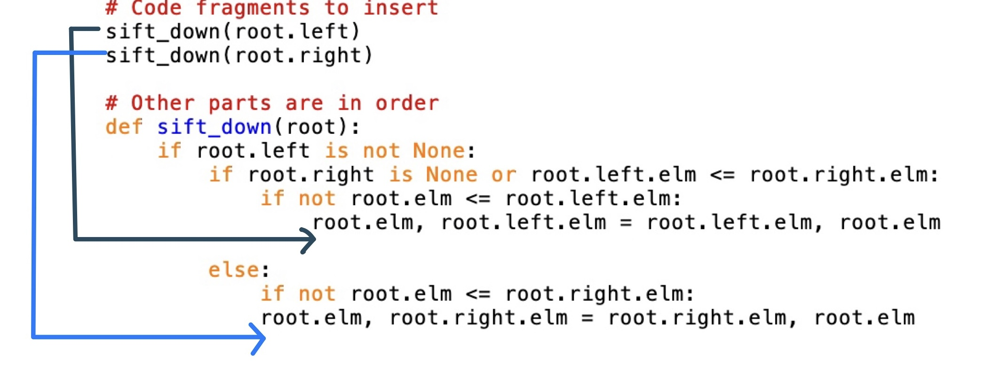 # Code fragments to insert
sift_down(root.left)
sift_down(root.right)
# Other parts are in order
def sift_down(root):
    if root.left is not None:
        if root.right is None or root.left.elm <= root.right.elm:
            if not root.elm <= root.left.elm:
                root.elm, root.left.elm = root.left.elm, root.elm
        else:
            if not root.elm <= root.right.elm:
            root.elm, root.right.elm = root.right.elm, root.elm